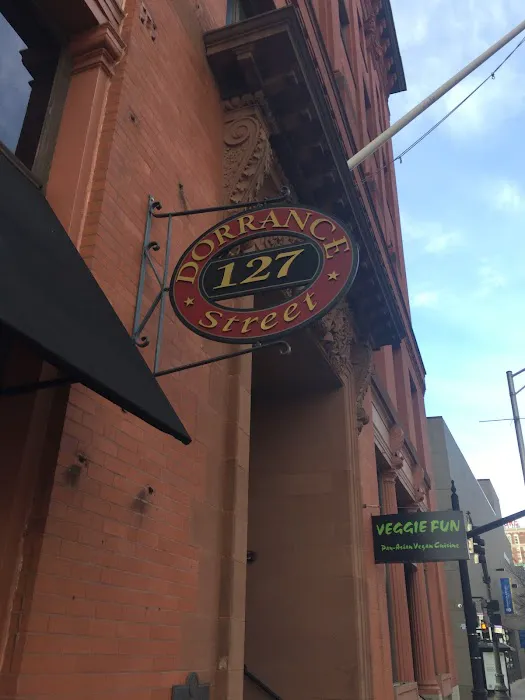 DORRANCE
127
Street
VEGGIE FUN
Pan-Asian Vegan Cuisine